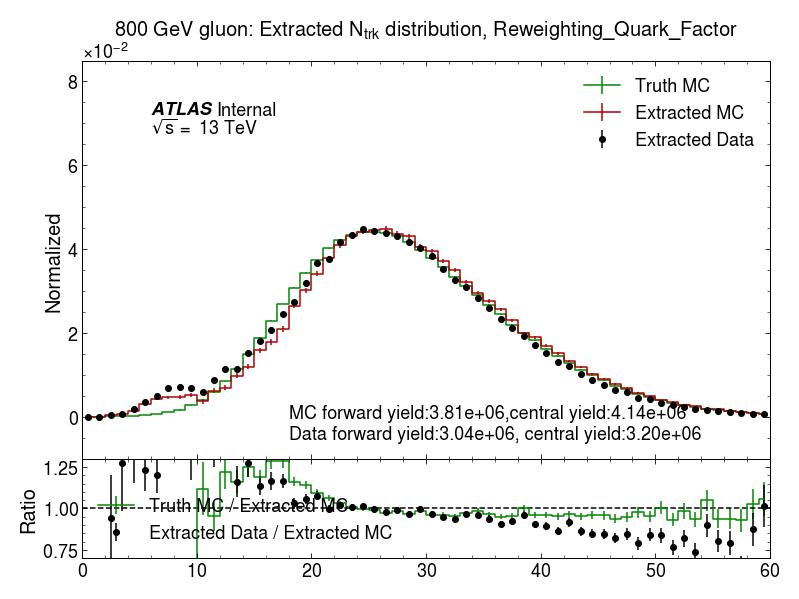 800 GeV gluon: Extracted N_trk distribution, Reweighting_Quark_Factor
×10⁻²
8
6
4
2
0
Normalized
ATLAS Internal
√s = 13 TeV
Truth MC
Extracted MC
Extracted Data
MC forward yield:3.81e+06,central yield:4.14e+06
Data forward yield:3.04e+06, central yield:3.20e+06
1.25
1.00
0.75
Ratio
Truth MC / Extracted MC
Extracted Data / Extracted MC
0 10 20 30 40 50 60